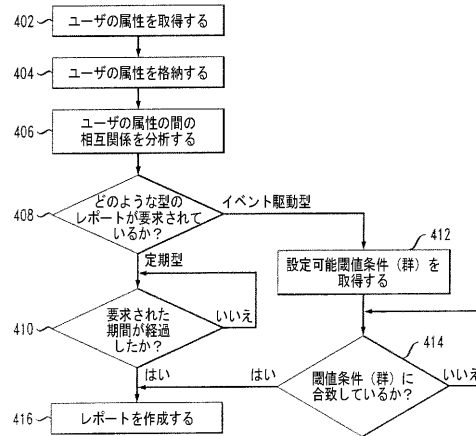 402
ユーザの属性を取得する
404
ユーザの属性を格納する
406
ユーザの属性の間の
相互関係を分析する
408
どのような型の
レポートが要求されて
いるか？
イベント駆動型
定期型
412
設定可能閾値条件（群）を
取得する
410
要求された
期間が経過
したか？
いいえ
はい
414
閾値条件（群）に
合致しているか？
いいえ
はい
416
レポートを作成する